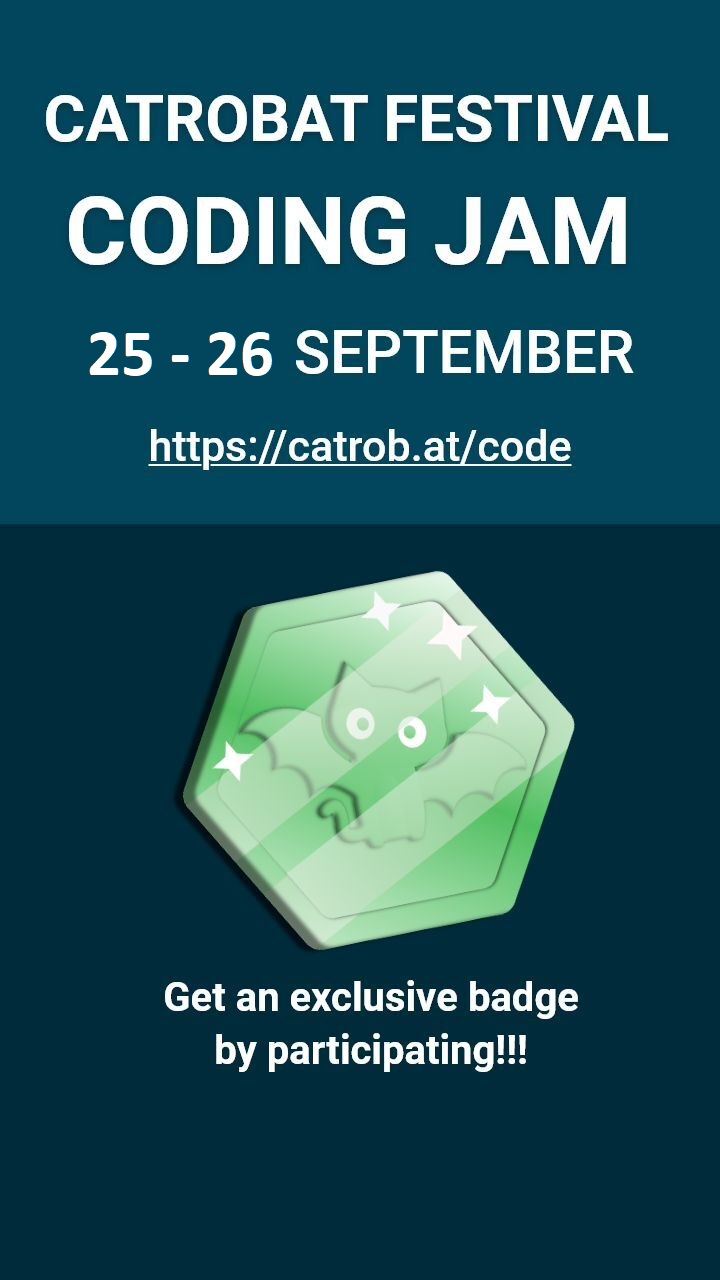 CATROBAT FESTIVAL
CODING JAM
25 - 26 SEPTEMBER
https://catrob.at/code
Get an exclusive badge
by participating!!!